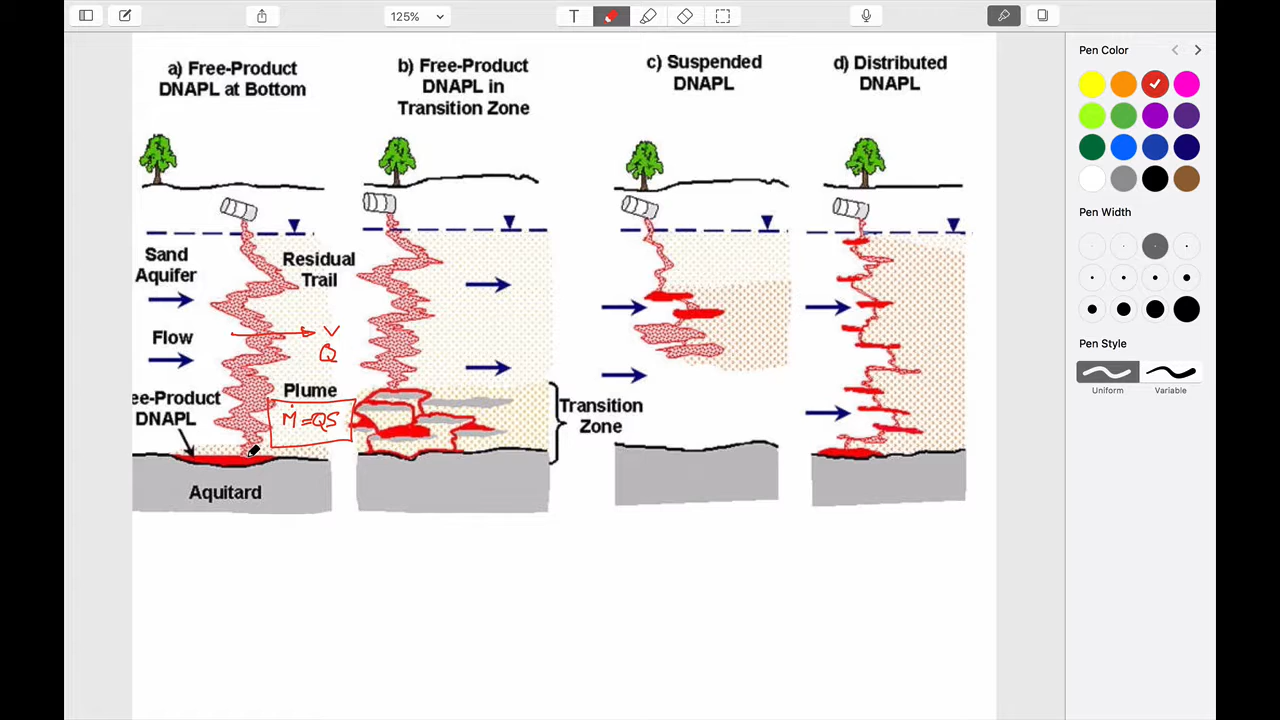 125%
T
Pen Color
a) Free-Product
DNAPL at Bottom
b) Free-Product
DNAPL in
Transition Zone
c) Suspended
DNAPL
d) Distributed
DNAPL
Pen Width
Sand
Aquifer
Residual
Trail
Flow
V
Q
Pen Style
Uniform
Variable
ee-Product
DNAPL
Plume
Ṁ=QS
Transition
Zone
Aquitard